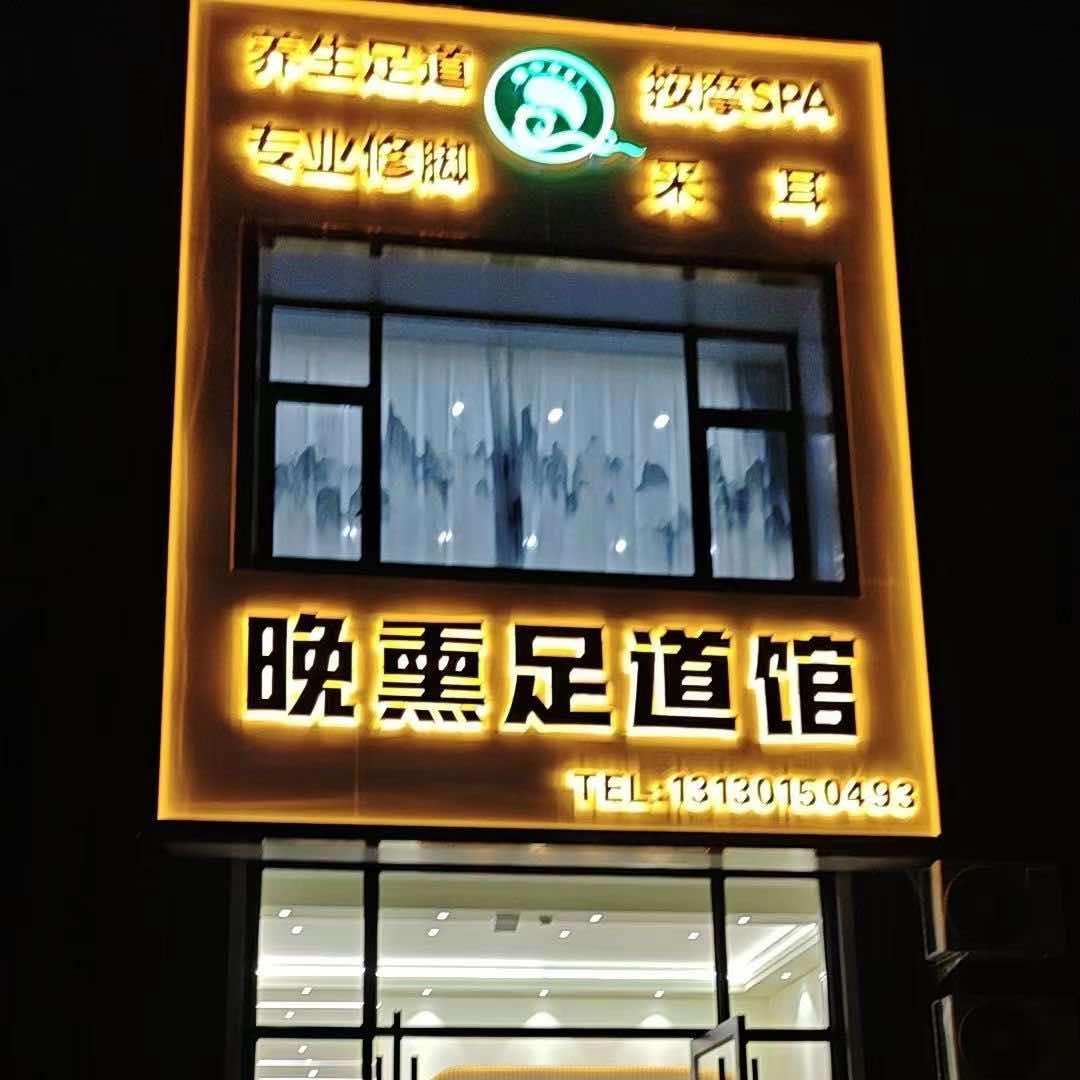 养生足道
按摩SPA
专业修脚
采 耳
晚熏足道馆
TEL:13130150493